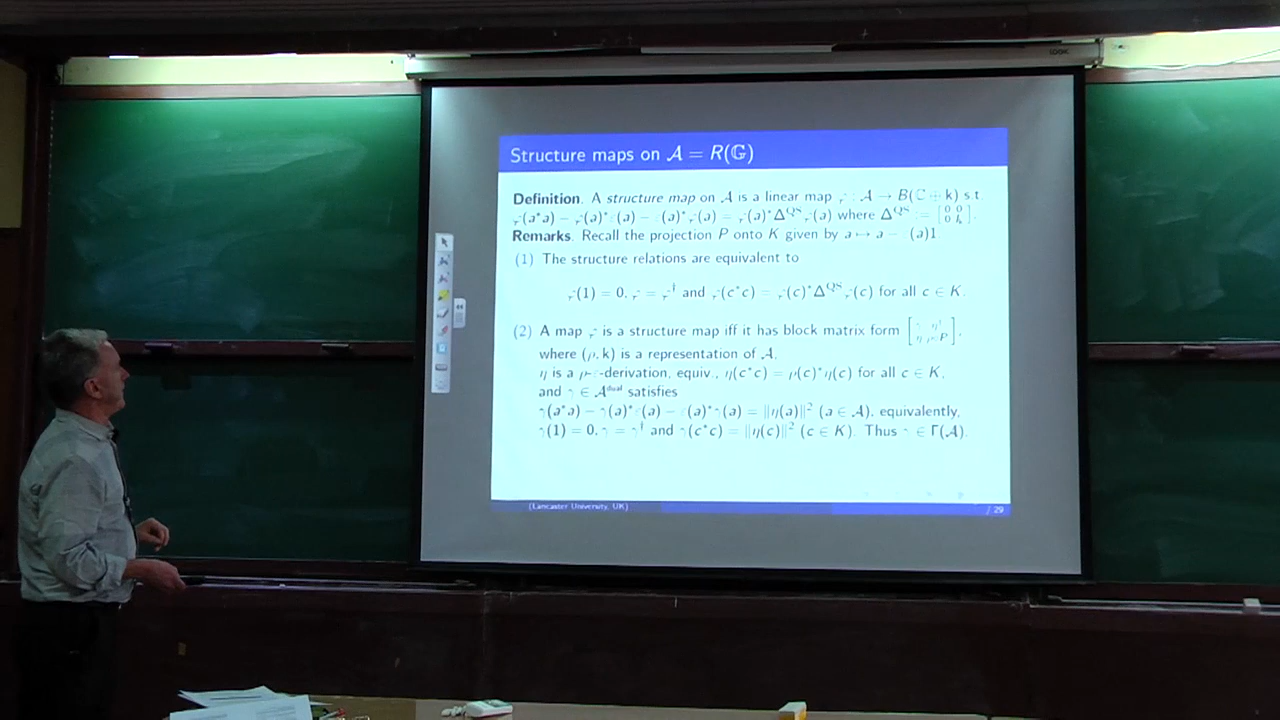 Structure maps on 𝒜 = R(𝔾)
Definition. A structure map on 𝒜 is a linear map : 𝒜 → B(ℂ ⊕ k) s.t.
(a*a) − (a)* (a) − (a)* (a) = (a)*Δ^QS (a) where Δ^QS := [0 0; 0 I_k].
Remarks. Recall the projection P onto K given by a ↦ a − (a)1
(1) The structure relations are equivalent to
(1) = 0, = † and (c*c) = (c)*Δ^QS (c) for all c ∈ K.
(2) A map is a structure map iff it has block matrix form
where (ρ, k) is a representation of 𝒜,
η is a ρ-ε-derivation, equiv., η(c*c) = ρ(c)*η(c) for all c ∈ K,
and γ ∈ 𝒜^dual satisfies
γ(a*a) − γ(a)*ε(a) − ε(a)*γ(a) = ‖η(a)‖² (a ∈ 𝒜), equivalently,
γ(1) = 0, γ = γ† and γ(c*c) = ‖η(c)‖² (c ∈ K). Thus γ ∈ Γ(𝒜).
(Lancaster University, UK)
/ 29